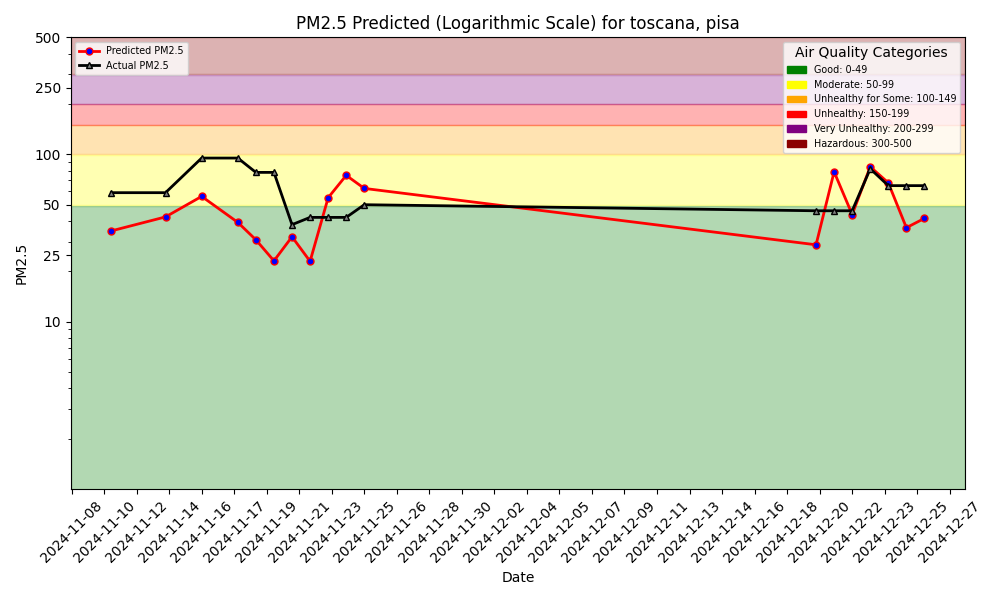 PM2.5 Predicted (Logarithmic Scale) for toscana, pisa
Predicted PM2.5
Actual PM2.5
Air Quality Categories
Good: 0-49
Moderate: 50-99
Unhealthy for Some: 100-149
Unhealthy: 150-199
Very Unhealthy: 200-299
Hazardous: 300-500
500
250
100
50
25
10
PM2.5
2024-11-08
2024-11-10
2024-11-12
2024-11-14
2024-11-16
2024-11-17
2024-11-19
2024-11-21
2024-11-23
2024-11-25
2024-11-26
2024-11-28
2024-11-30
2024-12-02
2024-12-04
2024-12-05
2024-12-07
2024-12-09
2024-12-11
2024-12-13
2024-12-14
2024-12-16
2024-12-18
2024-12-20
2024-12-22
2024-12-23
2024-12-25
2024-12-27
Date